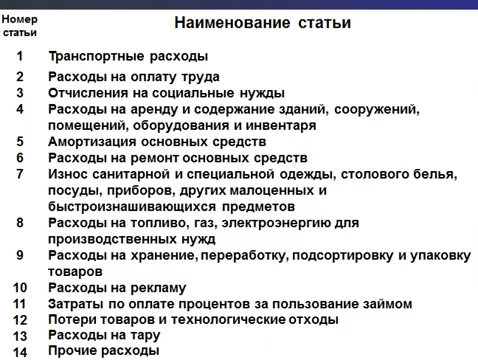 Номер
статьи
Наименование статьи
1 Транспортные расходы
2 Расходы на оплату труда
3 Отчисления на социальные нужды
4 Расходы на аренду и содержание зданий, сооружений,
помещений, оборудования и инвентаря
5 Амортизация основных средств
6 Расходы на ремонт основных средств
7 Износ санитарной и специальной одежды, столового белья,
посуды, приборов, других малоценных и
быстроизнашивающихся предметов
8 Расходы на топливо, газ, электроэнергию для
производственных нужд
9 Расходы на хранение, переработку, подсортировку и упаковку
товаров
10 Расходы на рекламу
11 Затраты по оплате процентов за пользование займом
12 Потери товаров и технологические отходы
13 Расходы на тару
14 Прочие расходы